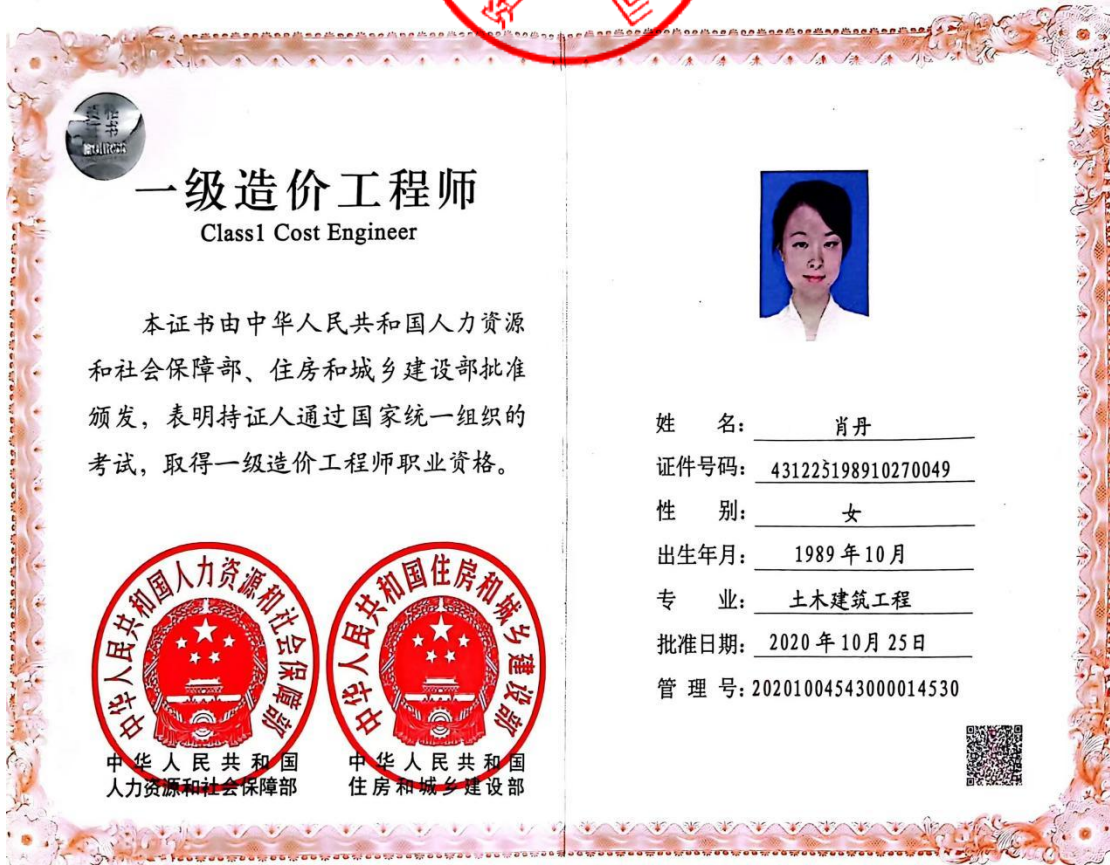 一级造价工程师
Class1 Cost Engineer
本证书由中华人民共和国人力资源
和社会保障部、住房和城乡建设部批准
颁发，表明持证人通过国家统一组织的
考试，取得一级造价工程师职业资格。
中华人民共和国人力资源和社会保障部
中华人民共和国住房和城乡建设部
中华人民共和国
人力资源和社会保障部
中华人民共和国
住房和城乡建设部
姓 名: 肖丹
证件号码: 431225198910270049
性 别: 女
出生年月: 1989年10月
专 业: 土木建筑工程
批准日期: 2020年10月25日
管 理 号: 20201004543000014530